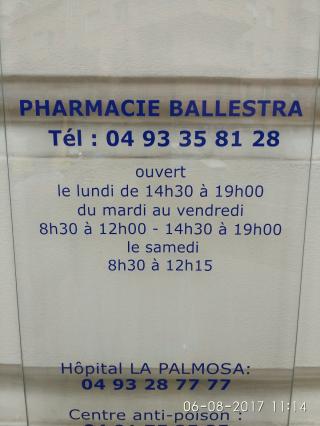 PHARMACIE BALLESTRA
Tél : 04 93 35 81 28
ouvert
le lundi de 14h30 à 19h00
du mardi au vendredi
8h30 à 12h00 - 14h30 à 19h00
le samedi
8h30 à 12h15
Hôpital LA PALMOSA:
04 93 28 77 77
06-08-2017 11:14
Centre anti-poison :